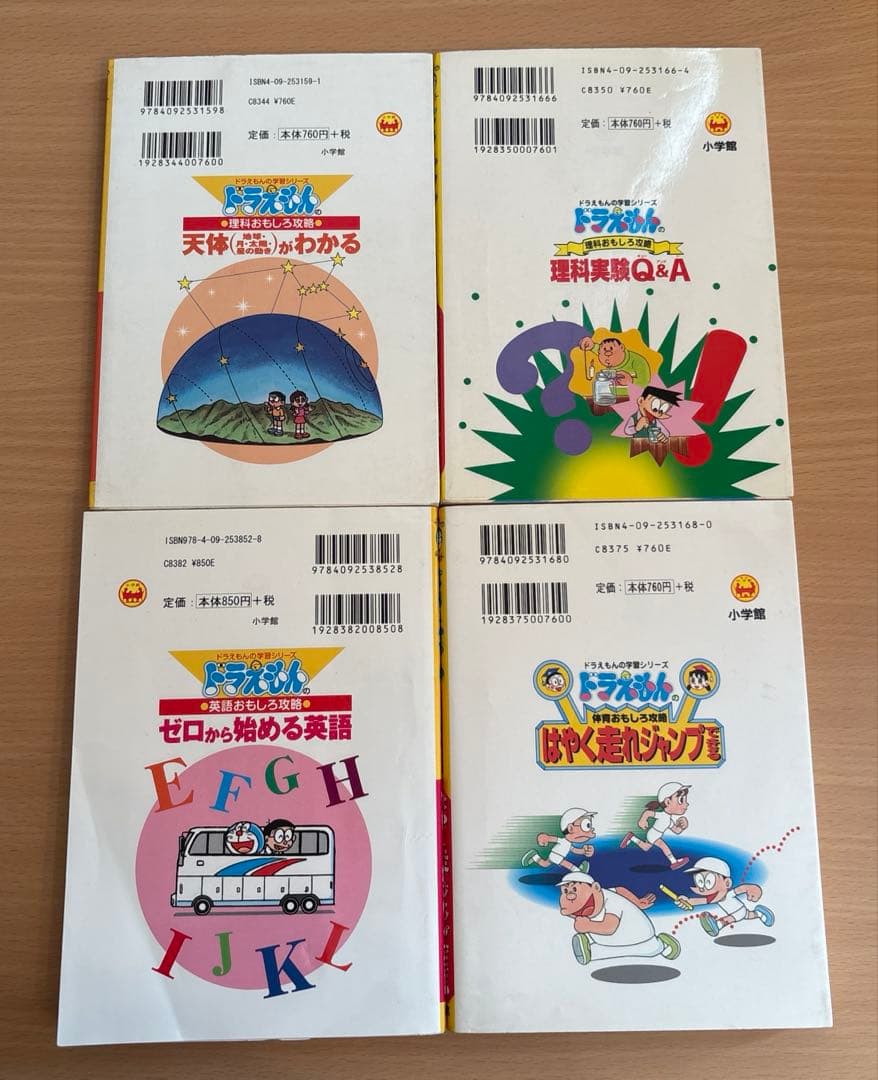 ISBN4-09-253159-1
C8344 ¥760E
9784092531598
定価：本体760円+税
1928344007600
小学館
ドラえもんの学習シリーズ
ドラえもんの
●理科おもしろ攻略●
天体(地球・月・太陽・星の動き)がわかる
ISBN4-09-253166-4
C8350 ¥760E
9784092531666
定価：本体760円+税
1928350007601
小学館
ドラえもんの学習シリーズ
ドラえもんの
理科おもしろ攻略
理科実験Q&A
?
!
ISBN978-4-09-253852-8
C8382 ¥850E
9784092538528
定価：本体850円+税
小学館
1928382008508
ドラえもんの学習シリーズ
ドラえもんの
●英語おもしろ攻略●
ゼロから始める英語
E F G H
I J K L
ISBN4-09-253168-0
C8375 ¥760E
9784092531680
定価：本体760円+税
1928375007600
小学館
ドラえもんの学習シリーズ
ドラえもんの
体育おもしろ攻略
はやく走れジャンプできる